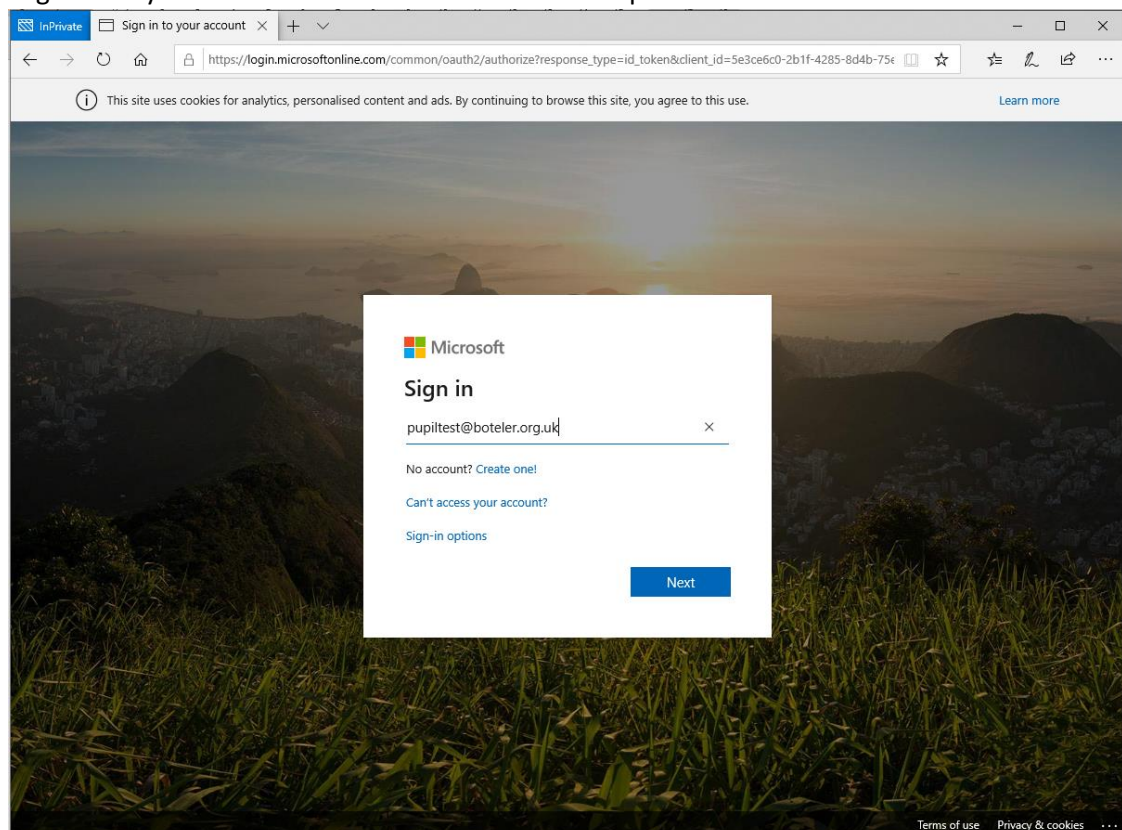 InPrivate Sign in to your account
https://login.microsoftonline.com/common/oauth2/authorize?response_type=id_token&client_id=5e3ce6c0-2b1f-4285-8d4b-75e
This site uses cookies for analytics, personalised content and ads. By continuing to browse this site, you agree to this use. Learn more
Microsoft
Sign in
pupiltest@boteler.org.uk
No account? Create one!
Can't access your account?
Sign-in options
Next
Terms of use Privacy & cookies ...